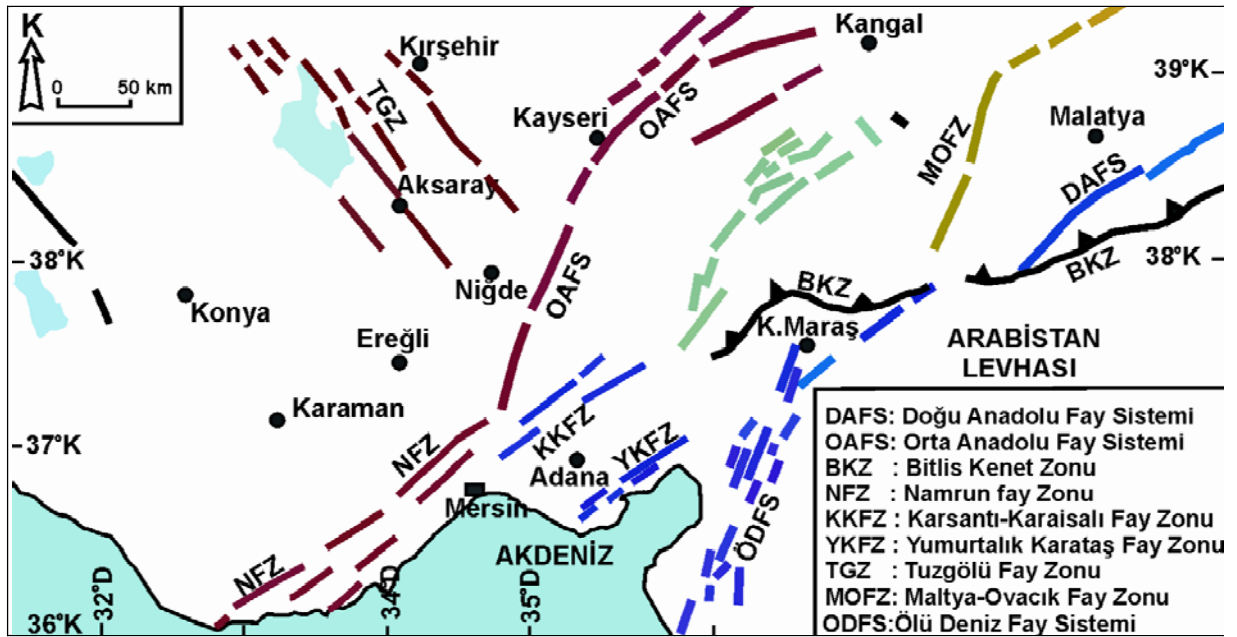 K
0 50 km
Kırşehir
Kangal
39°K
TGZ
OAFS
Kayseri
MOFZ
Malatya
DAFS
Aksaray
38°K
OAFS
BKZ
38°K
Niğde
BKZ
Konya
K.Maraş
Ereğli
ARABİSTAN
LEVHASI
Karaman
37°K
NFZ
KKFZ
YKFZ
Adana
Mersin
ÖDFS
AKDENİZ
NFZ
32°D
34°D
35°D
36°K
DAFS: Doğu Anadolu Fay Sistemi
OAFS: Orta Anadolu Fay Sistemi
BKZ : Bitlis Kenet Zonu
NFZ : Namrun fay Zonu
KKFZ : Karsantı-Karaisalı Fay Zonu
YKFZ : Yumurtalık Karataş Fay Zonu
TGZ : Tuzgölü Fay Zonu
MOFZ : Maltya-Ovacık Fay Zonu
ODFS:Ölü Deniz Fay Sistemi